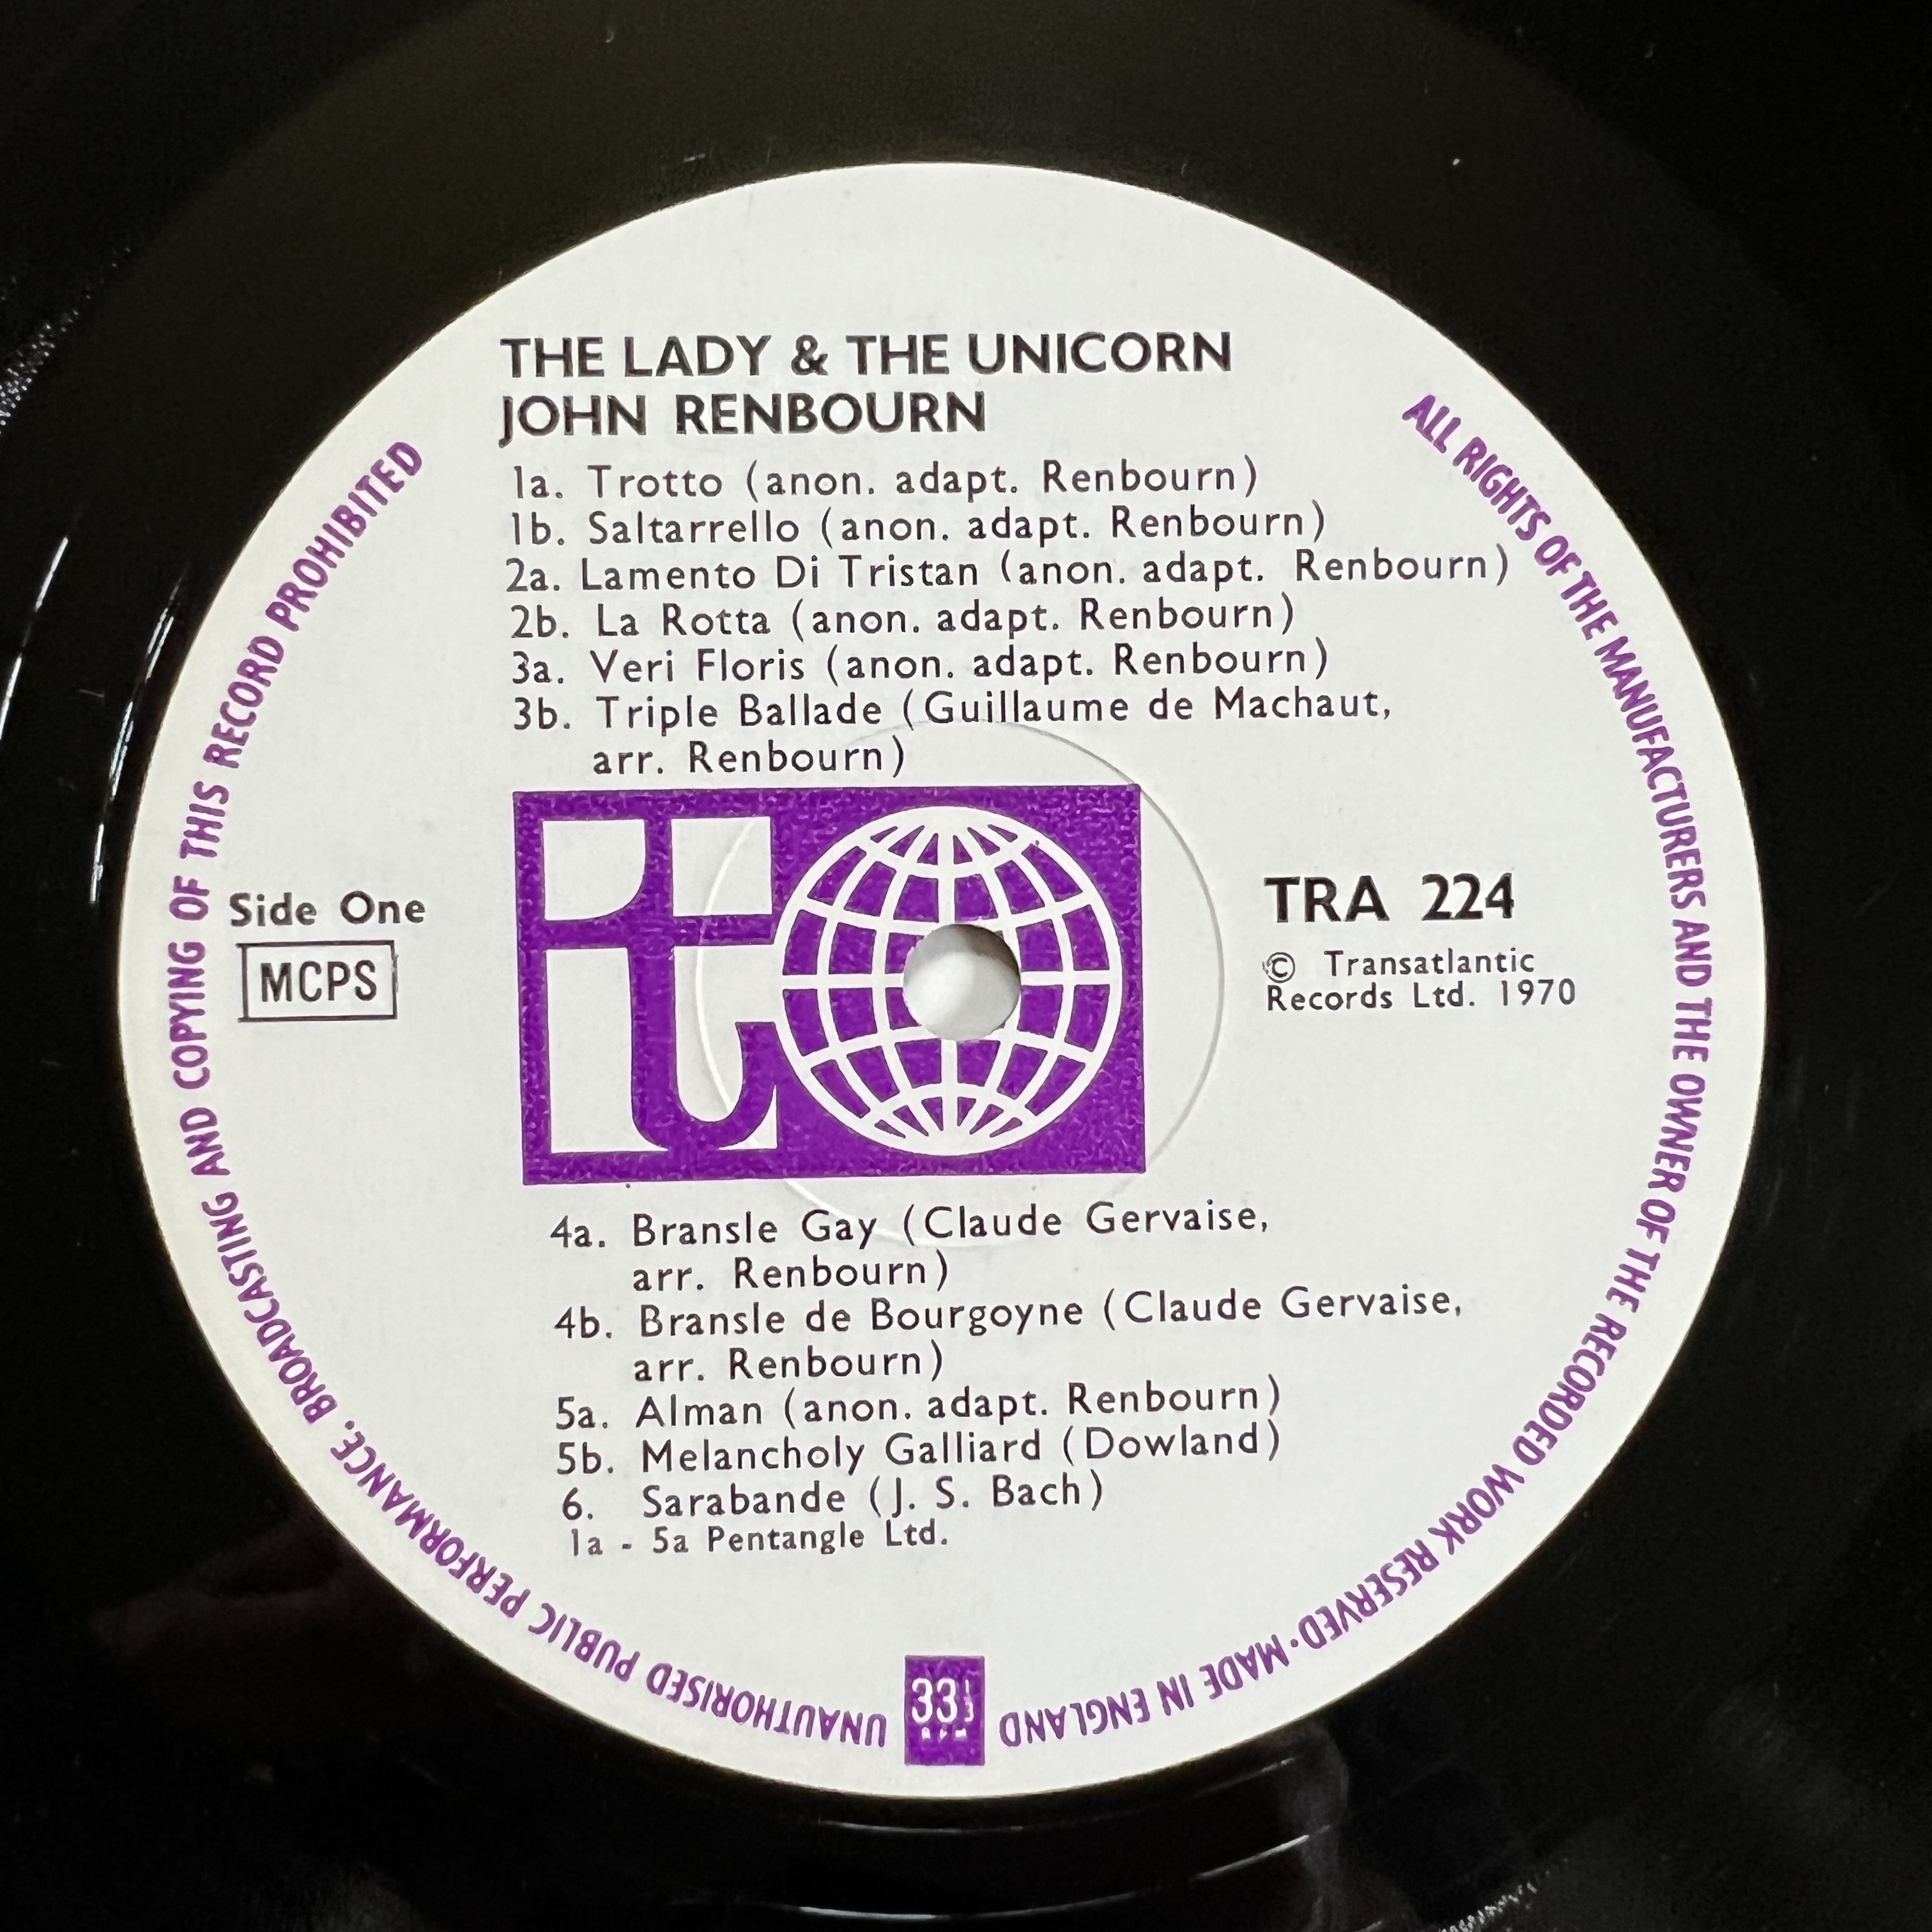 THE LADY & THE UNICORN
JOHN RENBOURN
1a. Trotto (anon. adapt. Renbourn)
1b. Saltarrello (anon. adapt. Renbourn)
2a. Lamento Di Tristan (anon. adapt. Renbourn)
2b. La Rotta (anon. adapt. Renbourn)
3a. Veri Floris (anon. adapt. Renbourn)
3b. Triple Ballade (Guillaume de Machaut,
arr. Renbourn)
Side One
MCPS
it
TRA 224
© Transatlantic
Records Ltd. 1970
4a. Bransle Gay (Claude Gervaise,
arr. Renbourn)
4b. Bransle de Bourgoyne (Claude Gervaise,
arr. Renbourn)
5a. Alman (anon. adapt. Renbourn)
5b. Melancholy Galliard (Dowland)
6. Sarabande (J. S. Bach)
1a - 5a Pentangle Ltd.
ALL RIGHTS OF THE MANUFACTURERS AND THE OWNER OF THE RECORDED WORK RESERVED · MADE IN ENGLAND
33⅓
UNAUTHORISED PUBLIC PERFORMANCE. BROADCASTING AND COPYING OF THIS RECORD PROHIBITED